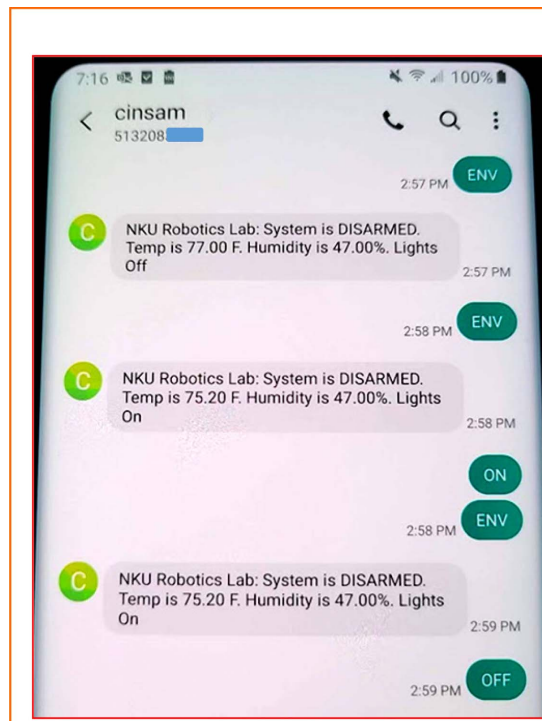 7:16
100%
cinsam
513208
ENV
2:57 PM
C
NKU Robotics Lab: System is DISARMED.
Temp is 77.00 F. Humidity is 47.00%. Lights
Off
2:57 PM
ENV
2:58 PM
C
NKU Robotics Lab: System is DISARMED.
Temp is 75.20 F. Humidity is 47.00%. Lights
On
2:58 PM
ON
ENV
2:58 PM
C
NKU Robotics Lab: System is DISARMED.
Temp is 75.20 F. Humidity is 47.00%. Lights
On
2:59 PM
OFF
2:59 PM